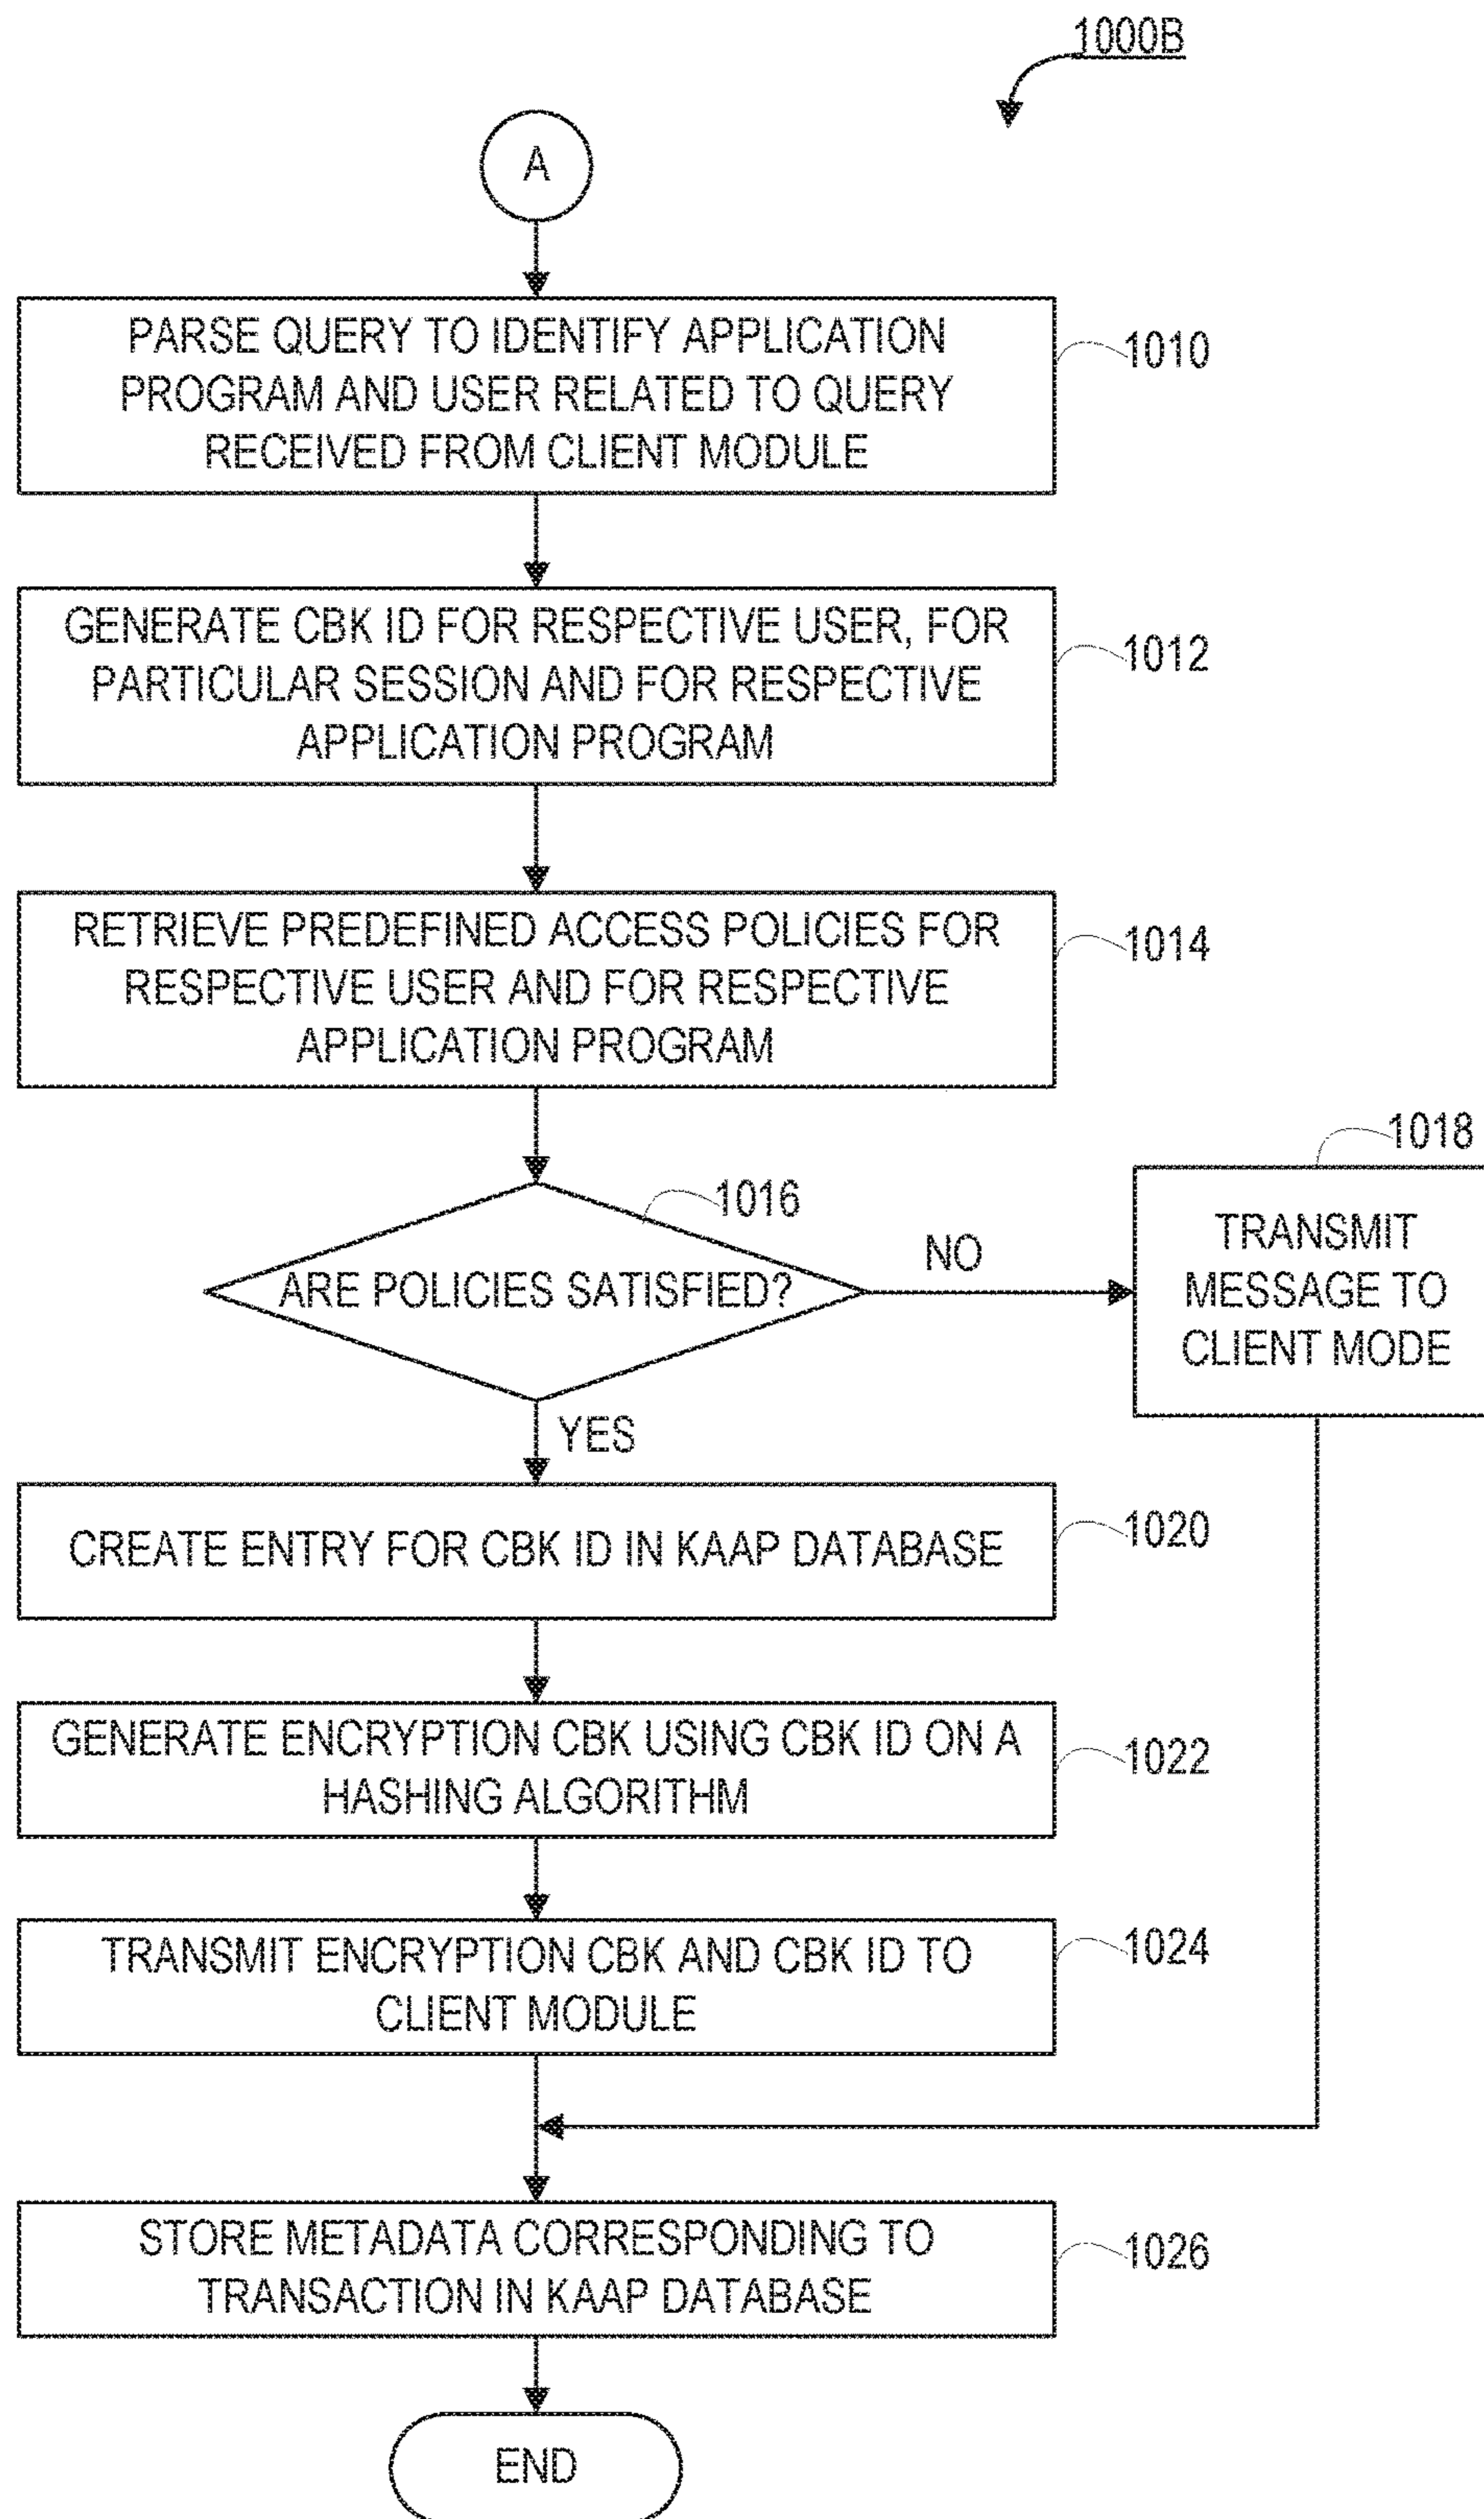 1000B
A
PARSE QUERY TO IDENTIFY APPLICATION
PROGRAM AND USER RELATED TO QUERY
RECEIVED FROM CLIENT MODULE
1010
GENERATE CBK ID FOR RESPECTIVE USER, FOR
PARTICULAR SESSION AND FOR RESPECTIVE
APPLICATION PROGRAM
1012
RETRIEVE PREDEFINED ACCESS POLICIES FOR
RESPECTIVE USER AND FOR RESPECTIVE
APPLICATION PROGRAM
1014
1016
ARE POLICIES SATISFIED?
NO
1018
TRANSMIT
MESSAGE TO
CLIENT MODE
YES
CREATE ENTRY FOR CBK ID IN KAAP DATABASE
1020
GENERATE ENCRYPTION CBK USING CBK ID ON A
HASHING ALGORITHM
1022
TRANSMIT ENCRYPTION CBK AND CBK ID TO
CLIENT MODULE
1024
STORE METADATA CORRESPONDING TO
TRANSACTION IN KAAP DATABASE
1026
END